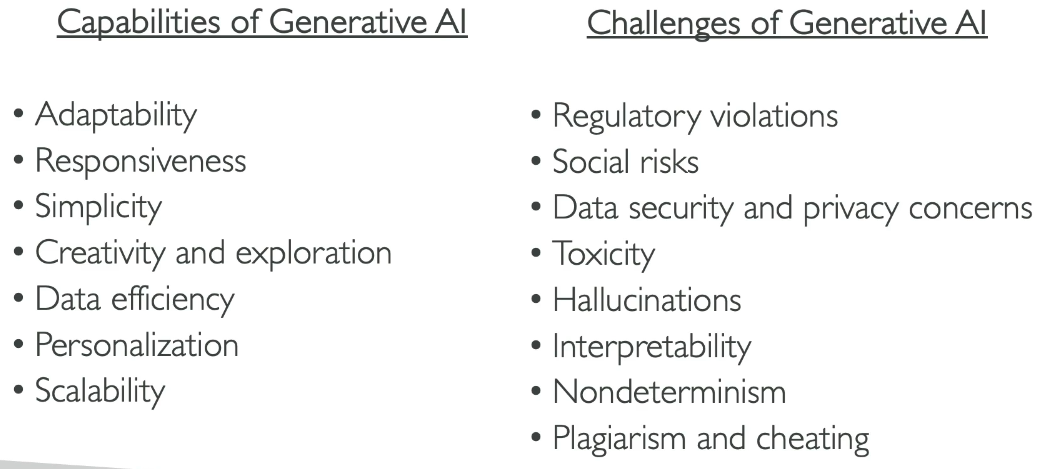 Capabilities of Generative AI
• Adaptability
• Responsiveness
• Simplicity
• Creativity and exploration
• Data efficiency
• Personalization
• Scalability
Challenges of Generative AI
• Regulatory violations
• Social risks
• Data security and privacy concerns
• Toxicity
• Hallucinations
• Interpretability
• Nondeterminism
• Plagiarism and cheating